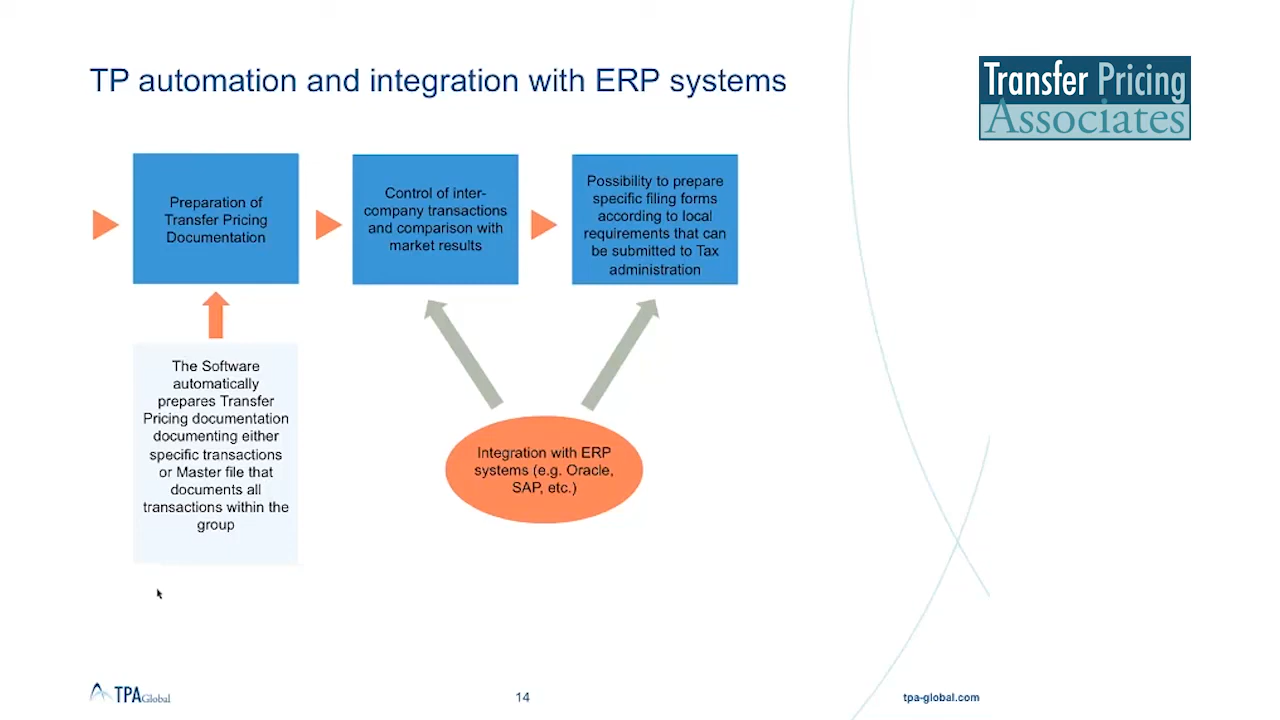 TP automation and integration with ERP systems
Transfer Pricing
Associates
Preparation of
Transfer Pricing
Documentation
Control of inter-
company transactions
and comparison with
market results
Possibility to prepare
specific filing forms
according to local
requirements that can
be submitted to Tax
administration
The Software
automatically
prepares Transfer
Pricing documentation
documenting either
specific transactions
or Master file that
documents all
transactions within the
group
Integration with ERP
systems (e.g. Oracle,
SAP, etc.)
TPA Global
14
tpa-global.com